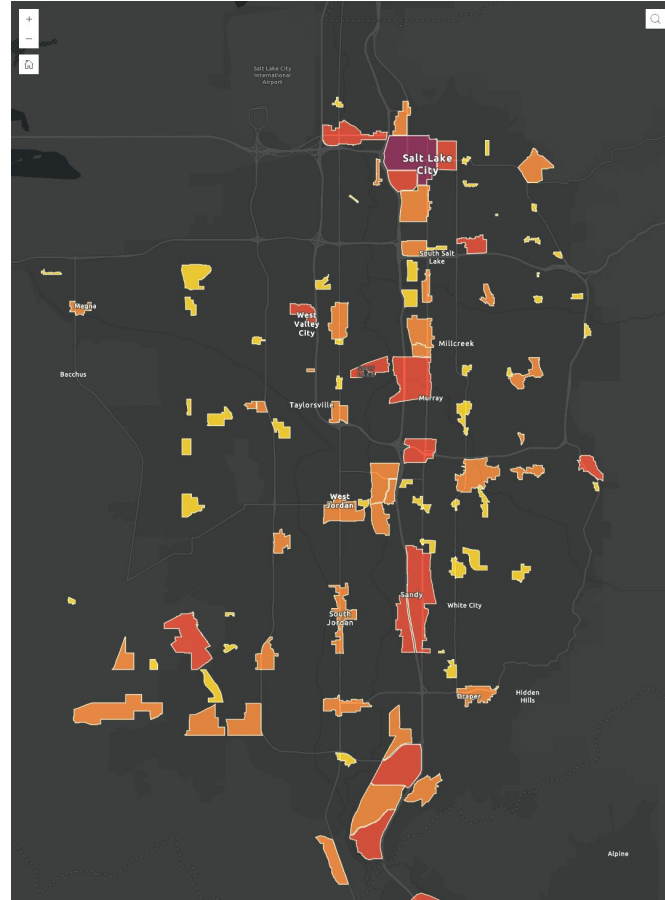 +
−
Salt Lake City
International
Airport
Salt Lake
City
South Salt
Lake
Magna
West
Valley
City
Millcreek
Bacchus
Taylorsville
Murray
West
Jordan
Sandy
White City
South
Jordan
Draper
Hidden
Hills
Alpine